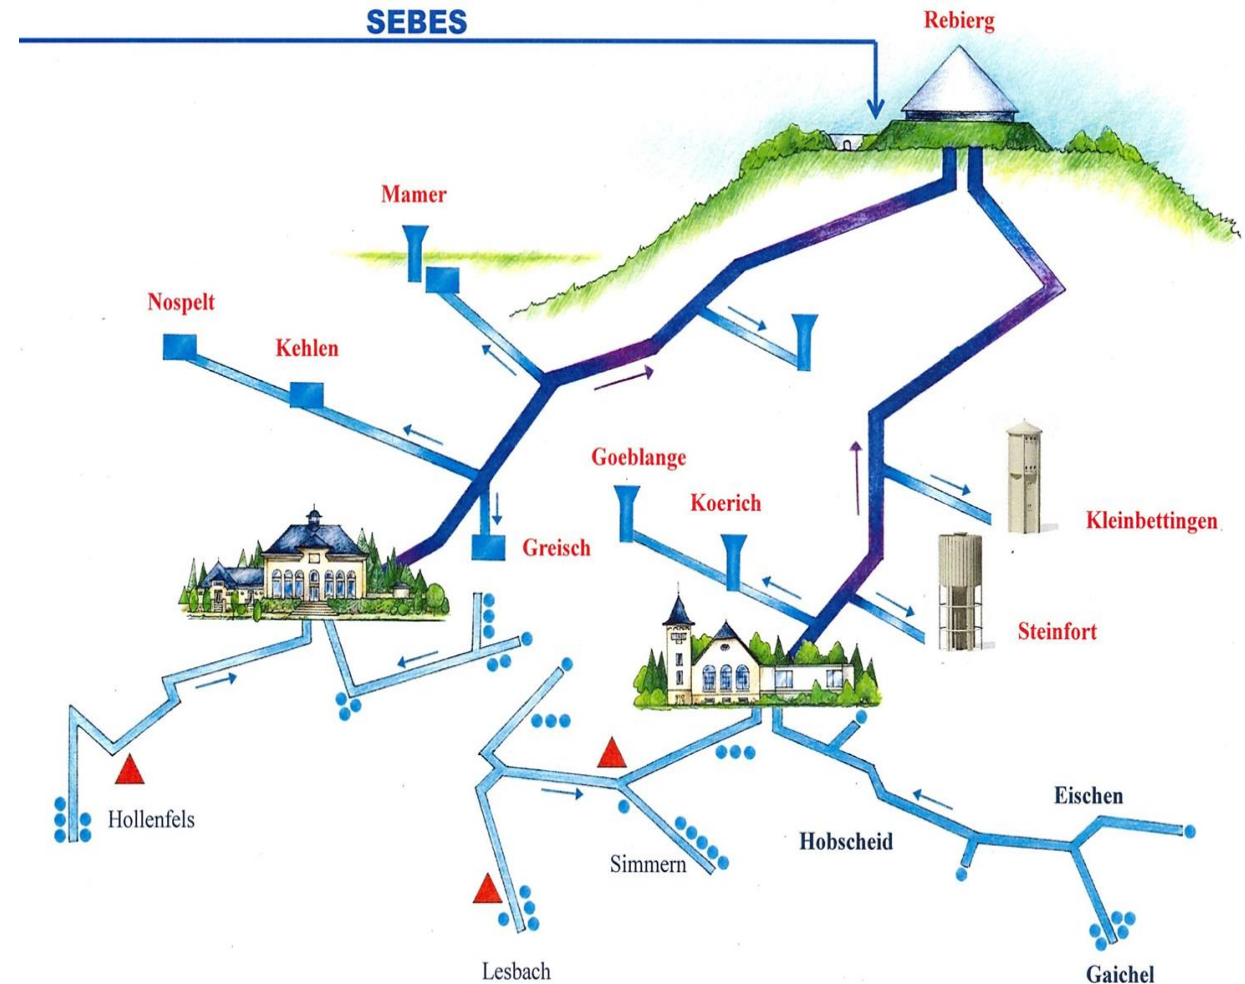 SEBES
Rebierg
Mamer
Nospelt
Kehlen
Goeblange
Koerich
Kleinbettingen
Greisch
Steinfort
Eischen
Hollenfels
Hobscheid
Simmern
Lesbach
Gaichel